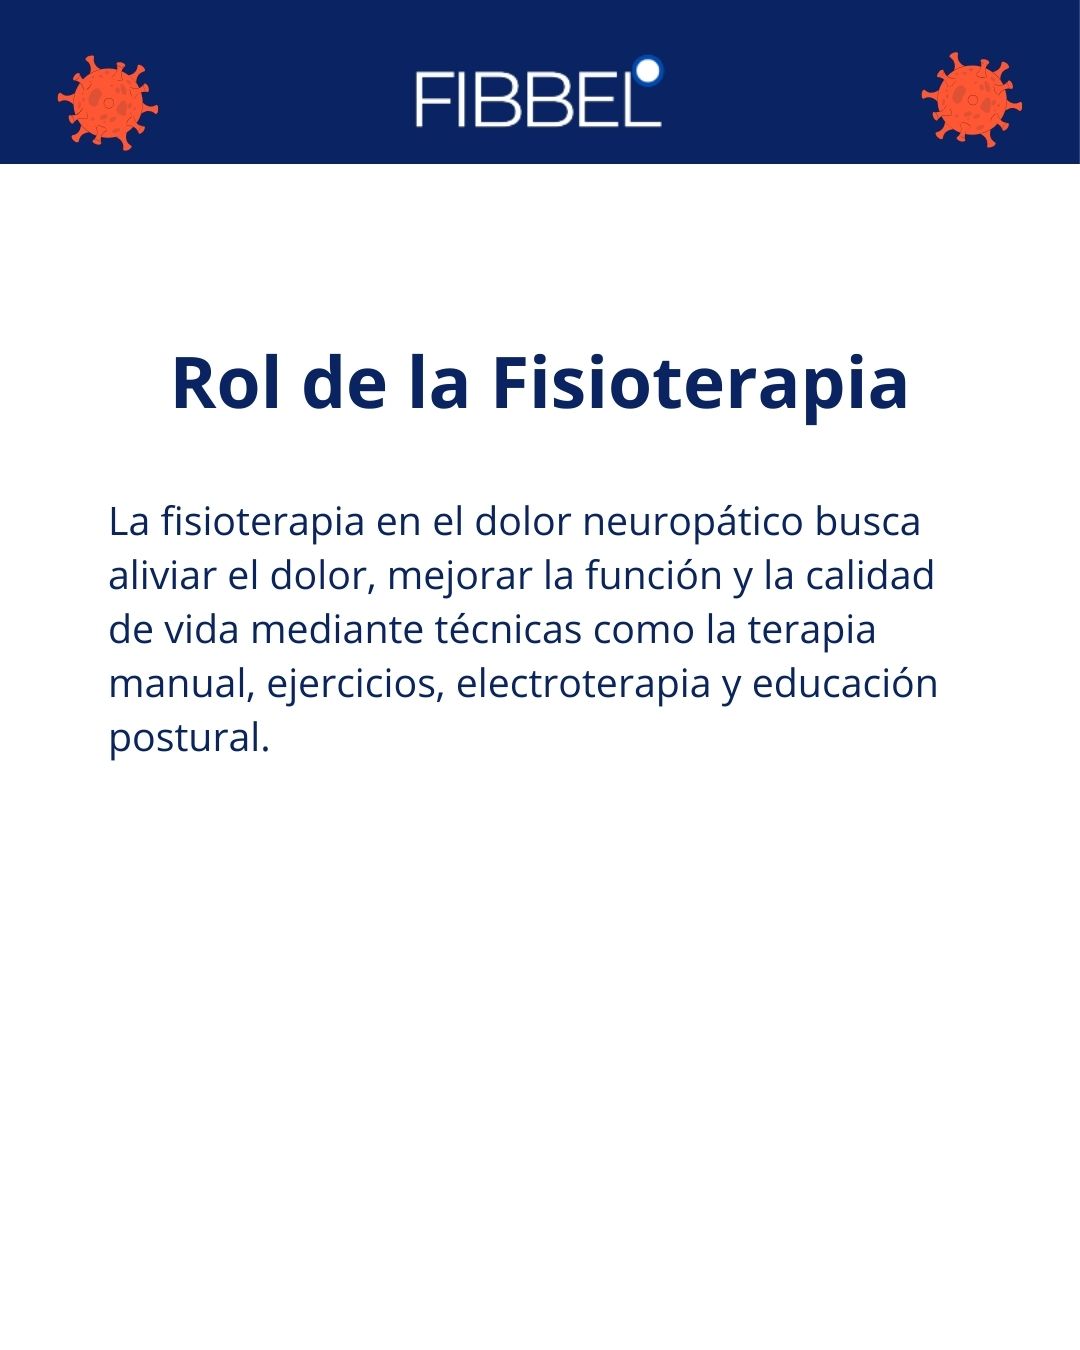 FIBBEL
Rol de la Fisioterapia
La fisioterapia en el dolor neuropático busca
aliviar el dolor, mejorar la función y la calidad
de vida mediante técnicas como la terapia
manual, ejercicios, electroterapia y educación
postural.